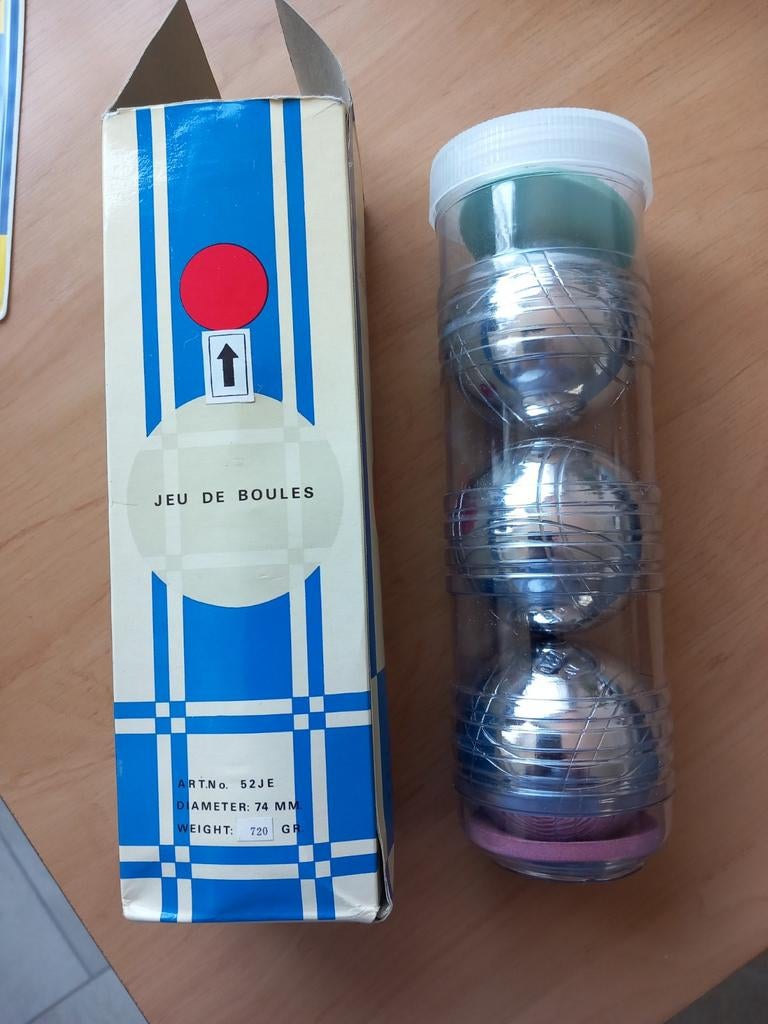 JEU DE BOULES
ART.No. 52JE
DIAMETER: 74 MM.
WEIGHT: 720 GR.